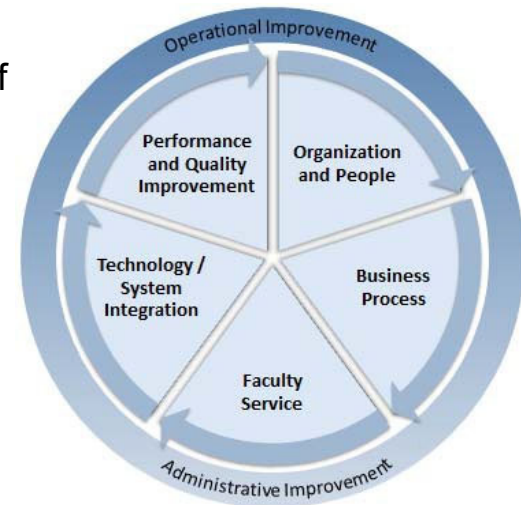 Operational Improvement
f
Performance
and Quality
Improvement
Organization
and People
Technology /
System
Integration
Business
Process
Faculty
Service
Administrative Improvement